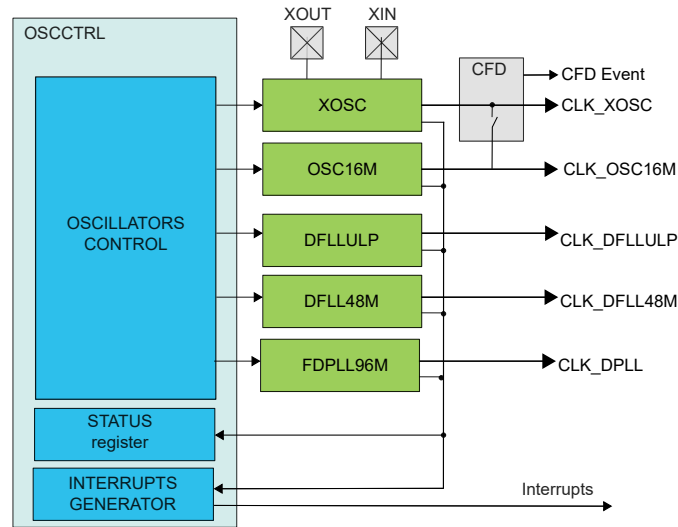 XOUT
XIN
OSCCTRL
CFD
CFD Event
XOSC
CLK_XOSC
OSC16M
CLK_OSC16M
OSCILLATORS
CONTROL
DFLLULP
CLK_DFLLULP
DFLL48M
CLK_DFLL48M
FDPLL96M
CLK_DPLL
STATUS
register
INTERRUPTS
GENERATOR
Interrupts